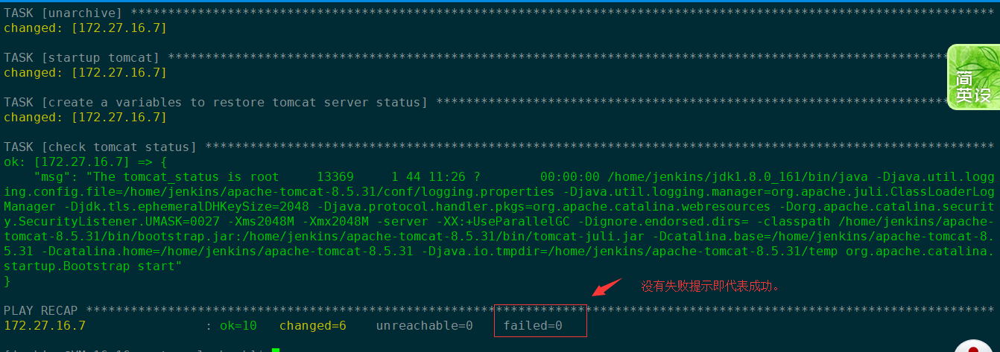 TASK [unarchive] ********************************************************************************************************************
changed: [172.27.16.7]
TASK [startup tomcat] ***************************************************************************************************************
changed: [172.27.16.7]
TASK [create a variables to restore tomcat server status] ***************************************************************************
changed: [172.27.16.7]
TASK [check tomcat status] **********************************************************************************************************
ok: [172.27.16.7] => {
    "msg": "The tomcat_status is root     13369     1 44 11:26 ?        00:00:00 /home/jenkins/jdk1.8.0_161/bin/java -Djava.util.logg
ing.config.file=/home/jenkins/apache-tomcat-8.5.31/conf/logging.properties -Djava.util.logging.manager=org.apache.juli.ClassLoaderLog
Manager -Djdk.tls.ephemeralDHKeySize=2048 -Djava.protocol.handler.pkgs=org.apache.catalina.webresources -Dorg.apache.catalina.securit
y.SecurityListener.UMASK=0027 -Xms2048M -Xmx2048M -server -XX:+UseParallelGC -Dignore.endorsed.dirs= -classpath /home/jenkins/apache-
tomcat-8.5.31/bin/bootstrap.jar:/home/jenkins/apache-tomcat-8.5.31/bin/tomcat-juli.jar -Dcatalina.base=/home/jenkins/apache-tomcat-8.
5.31 -Dcatalina.home=/home/jenkins/apache-tomcat-8.5.31 -Djava.io.tmpdir=/home/jenkins/apache-tomcat-8.5.31/temp org.apache.catalina.
startup.Bootstrap start"
}
没有失败提示即代表成功。
PLAY RECAP **************************************************************************************************************************
172.27.16.7                : ok=10   changed=6    unreachable=0    failed=0
简
英设